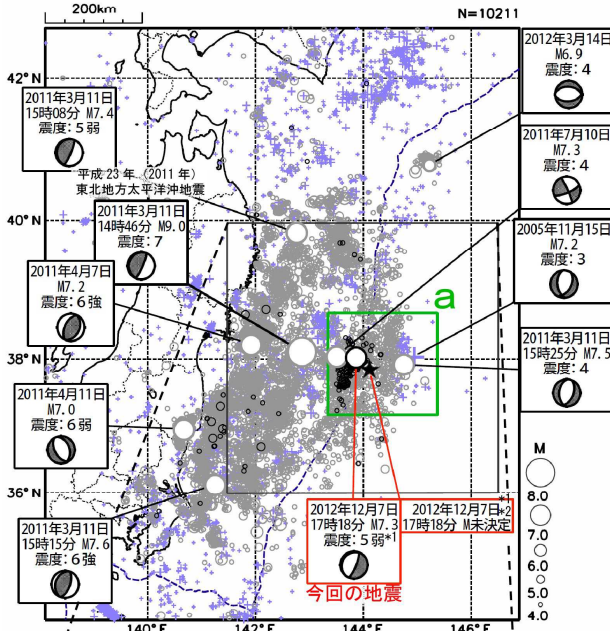 200km
N=10211
2012年3月14日
M6.9
震度：4
42°N
2011年3月11日
15時08分 M7.4
震度：5弱
2011年7月10日
M7.3
震度：4
平成23年（2011年）
東北地方太平洋沖地震
2011年3月11日
14時46分 M9.0
震度：7
40°N
2005年11月15日
M7.2
震度：3
2011年4月7日
M7.2
震度：6強
a
38°N
2011年3月11日
15時25分 M7.5
震度：4
2011年4月11日
M7.0
震度：6弱
36°N
2011年3月11日
15時15分 M7.6
震度：6強
2012年12月7日
17時18分 M7.3
震度：5弱*1
今回の地震
*1
2012年12月7日*2
17時18分 M未決定
M
8.0
7.0
6.0
5.0
4.0
140°E
142°E
144°E
146°E